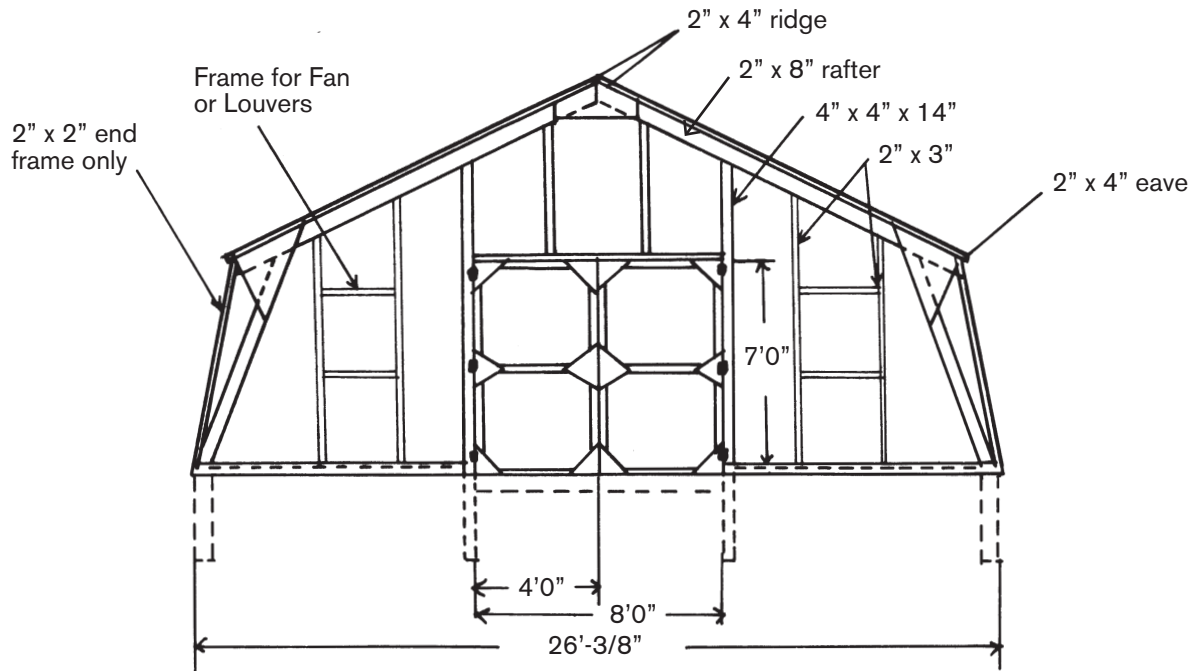 2” x 4” ridge
Frame for Fan
or Louvers
2” x 8” rafter
2” x 2” end
frame only
4” x 4” x 14”
2” x 3”
2” x 4” eave
7’0”
4’0”
8’0”
26’-3/8”